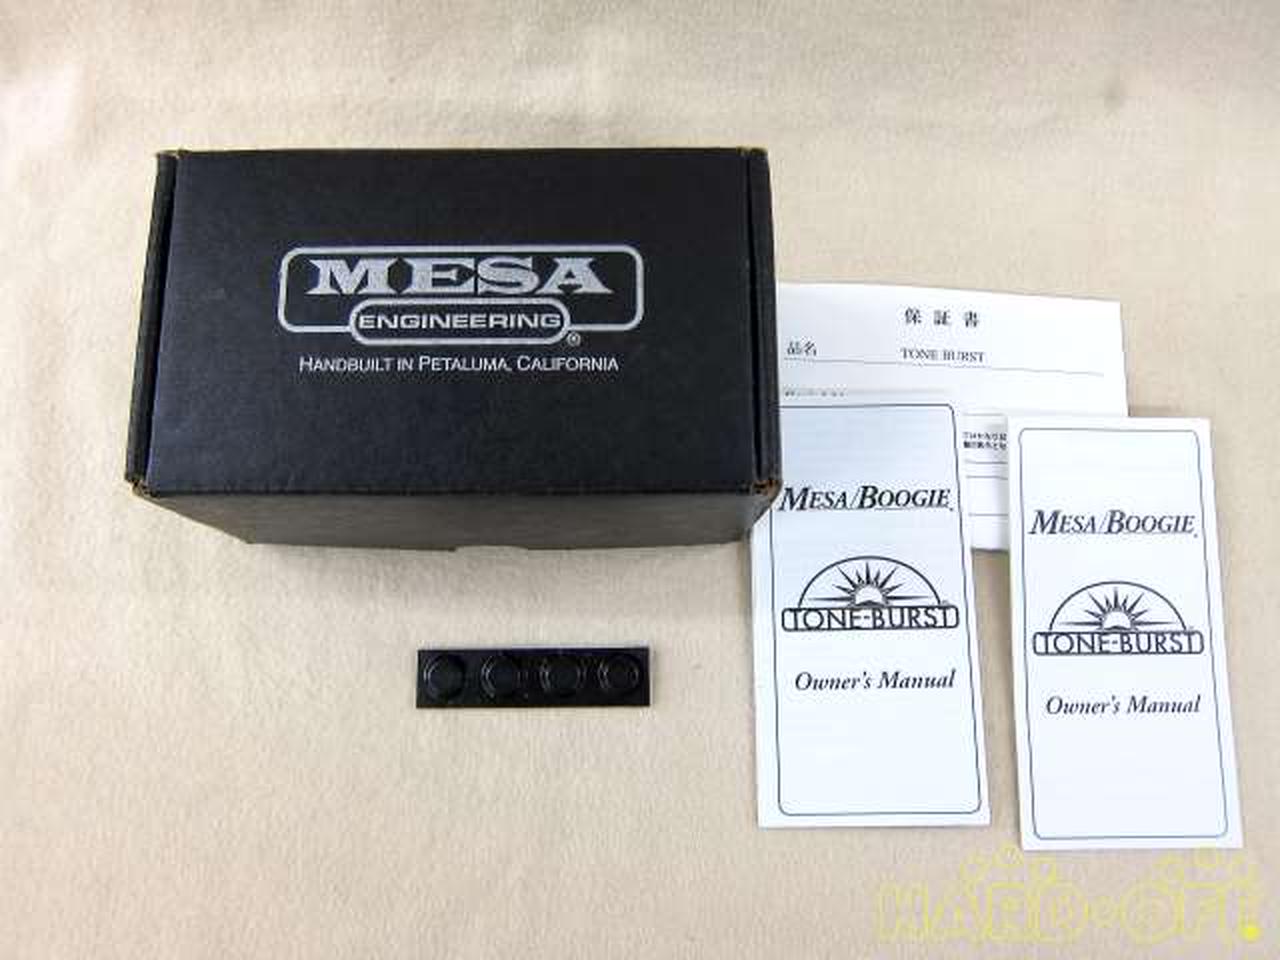 MESA
ENGINEERING®
HANDBUILT IN PETALUMA, CALIFORNIA
保証書
品名 TONE BURST
MESA/BOOGIE
TONE-BURST
Owner's Manual
MESA/BOOGIE
TONE-BURST
Owner's Manual
HARD·OFF